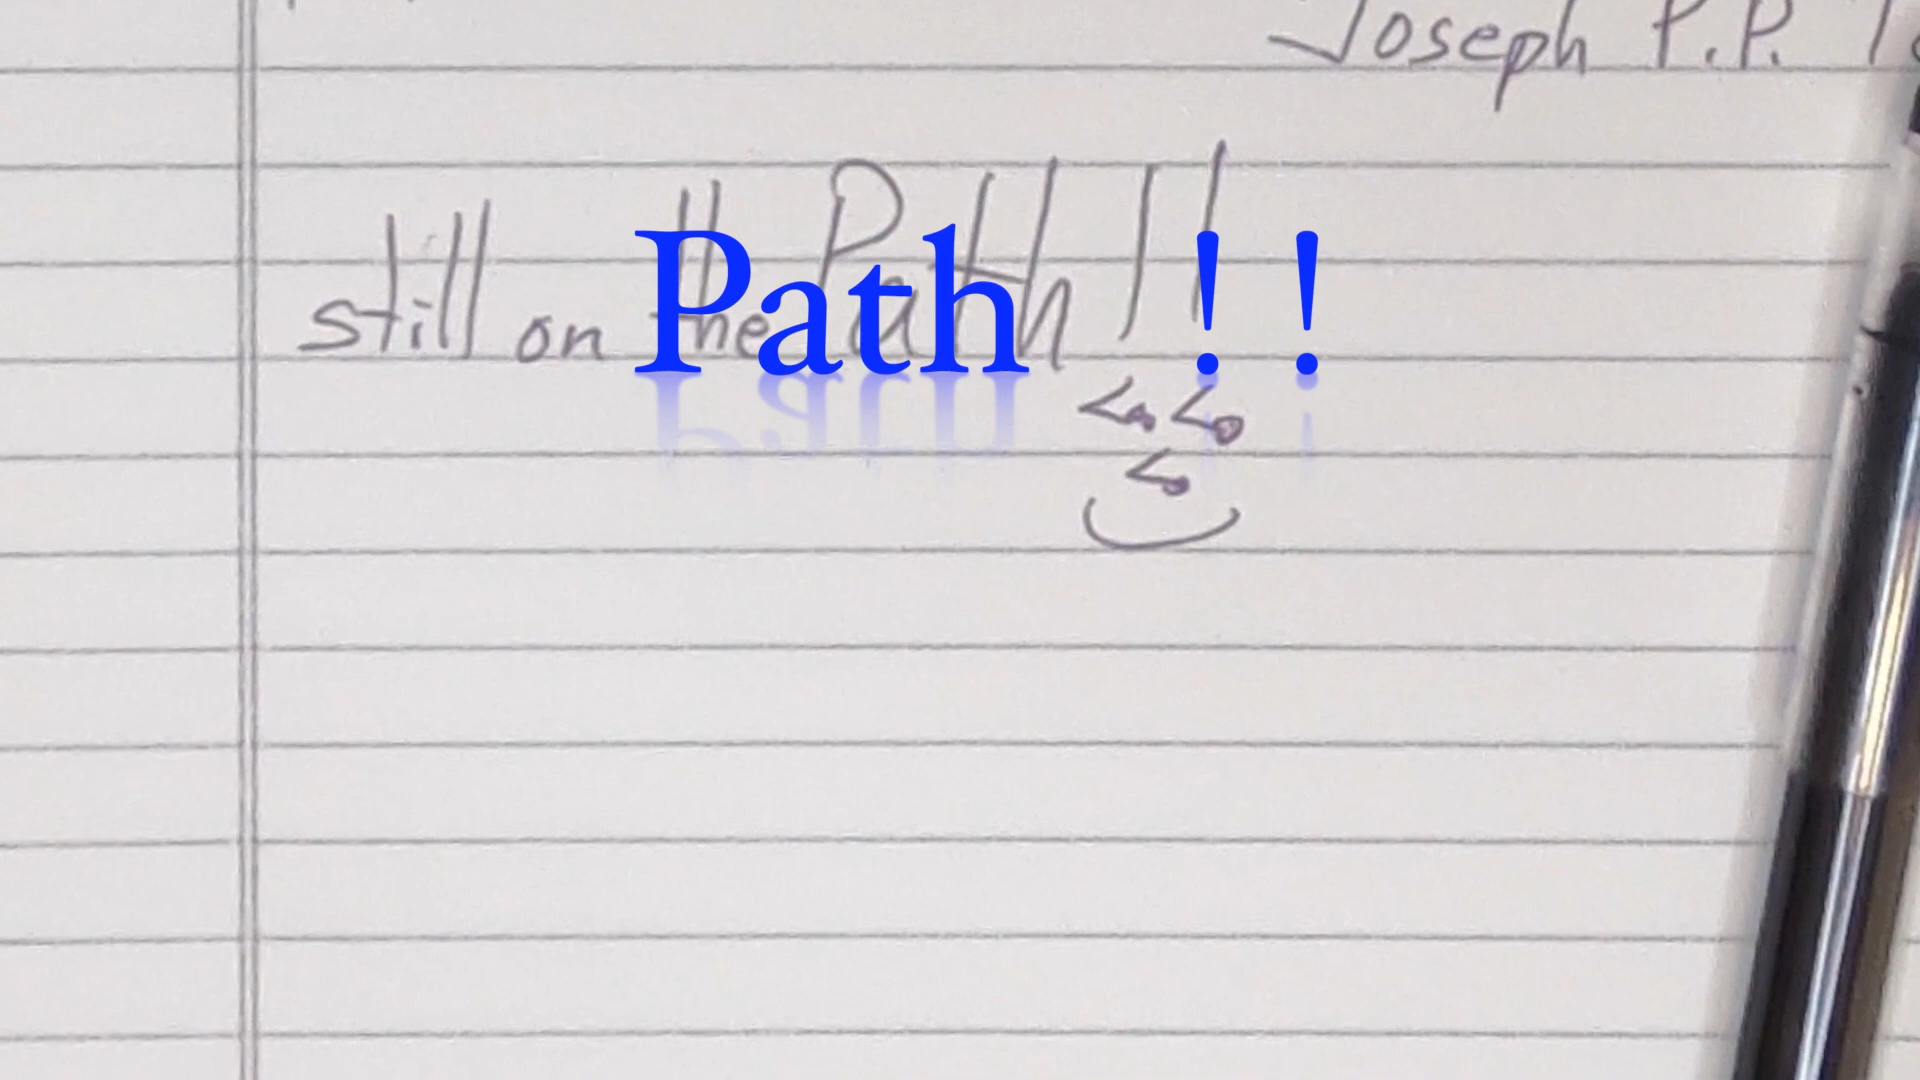 Joseph P.P.
still on the Path !!
Path !!